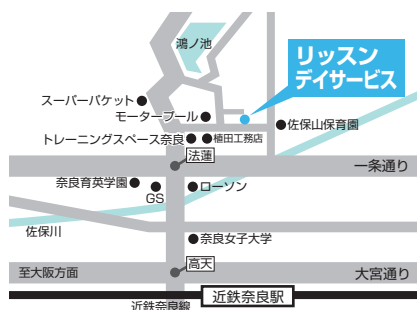 鴻ノ池
リッスン
デイサービス
スーパーバケット
モータープール
トレーニングスペース奈良
植田工務店
佐保山保育園
法蓮
一条通り
奈良育英学園
GS
ローソン
佐保川
奈良女子大学
高天
至大阪方面
大宮通り
近鉄奈良駅
近鉄奈良線